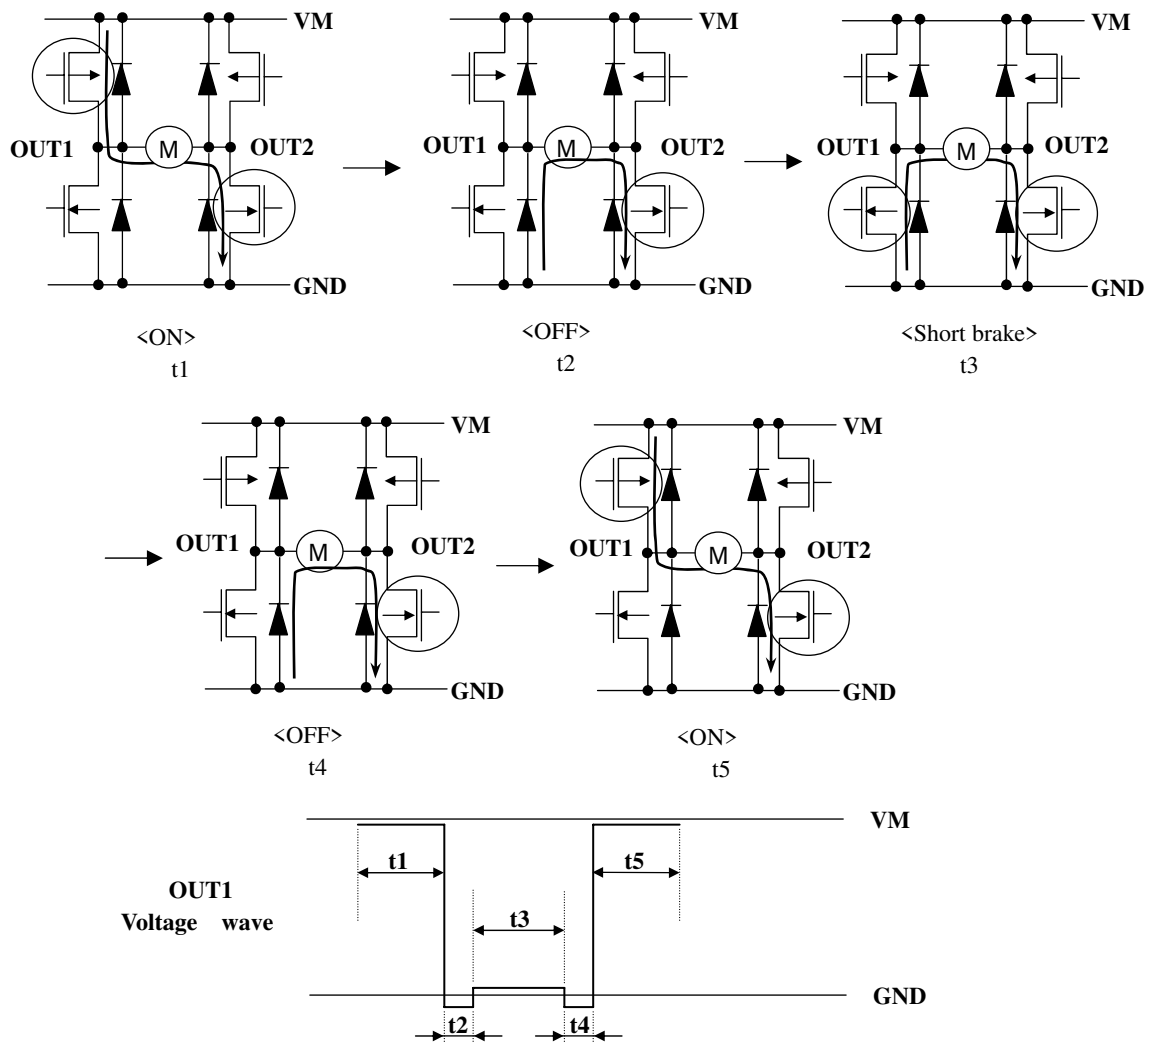 VM VM VM
OUT1 M OUT2 OUT1 M OUT2 OUT1 M OUT2
GND GND GND
<ON> <OFF> <Short brake>
t1 t2 t3
VM VM
OUT1 M OUT2 OUT1 M OUT2
GND GND
<OFF> <ON>
t4 t5
VM
t1 t5
OUT1
Voltage wave
t3
GND
t2 t4